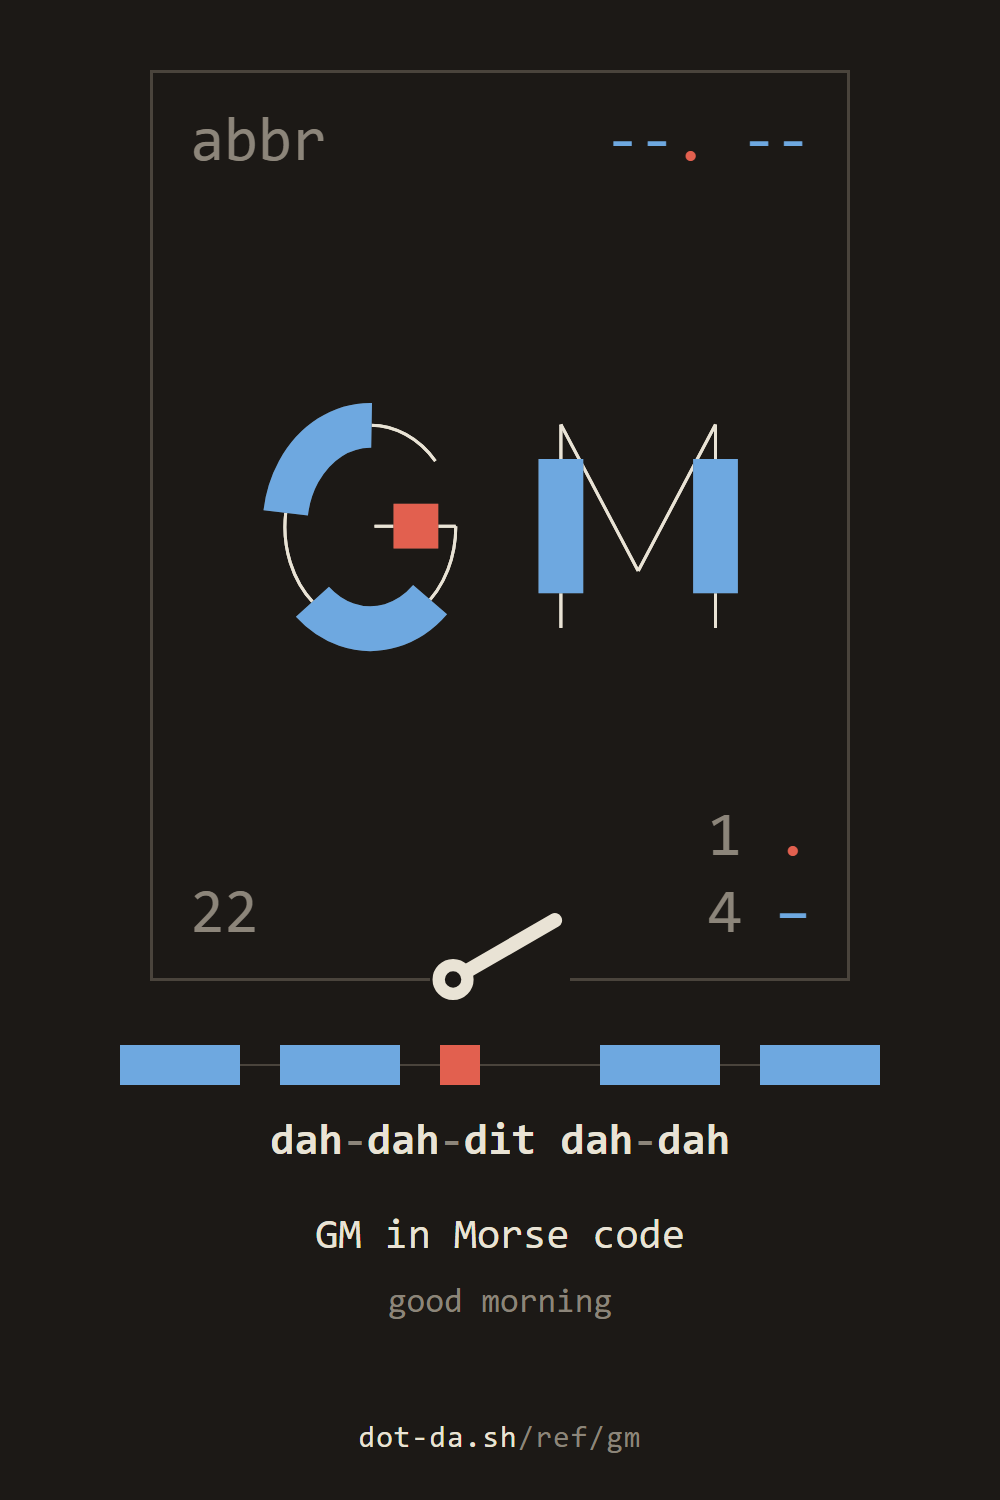 abbr --. --
GM
1 .
22 4 -
dah-dah-dit dah-dah
GM in Morse code
good morning
dot-da.sh/ref/gm